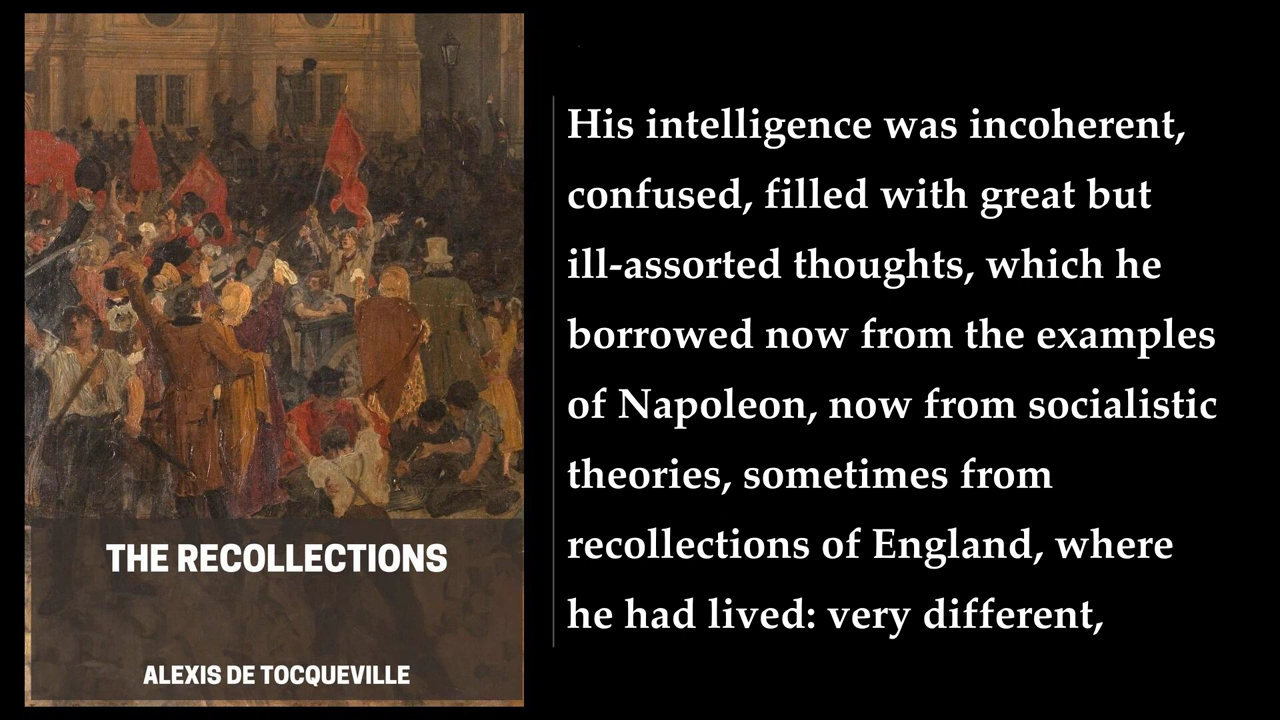 THE RECOLLECTIONS
ALEXIS DE TOCQUEVILLE
His intelligence was incoherent,
confused, filled with great but
ill-assorted thoughts, which he
borrowed now from the examples
of Napoleon, now from socialistic
theories, sometimes from
recollections of England, where
he had lived: very different,